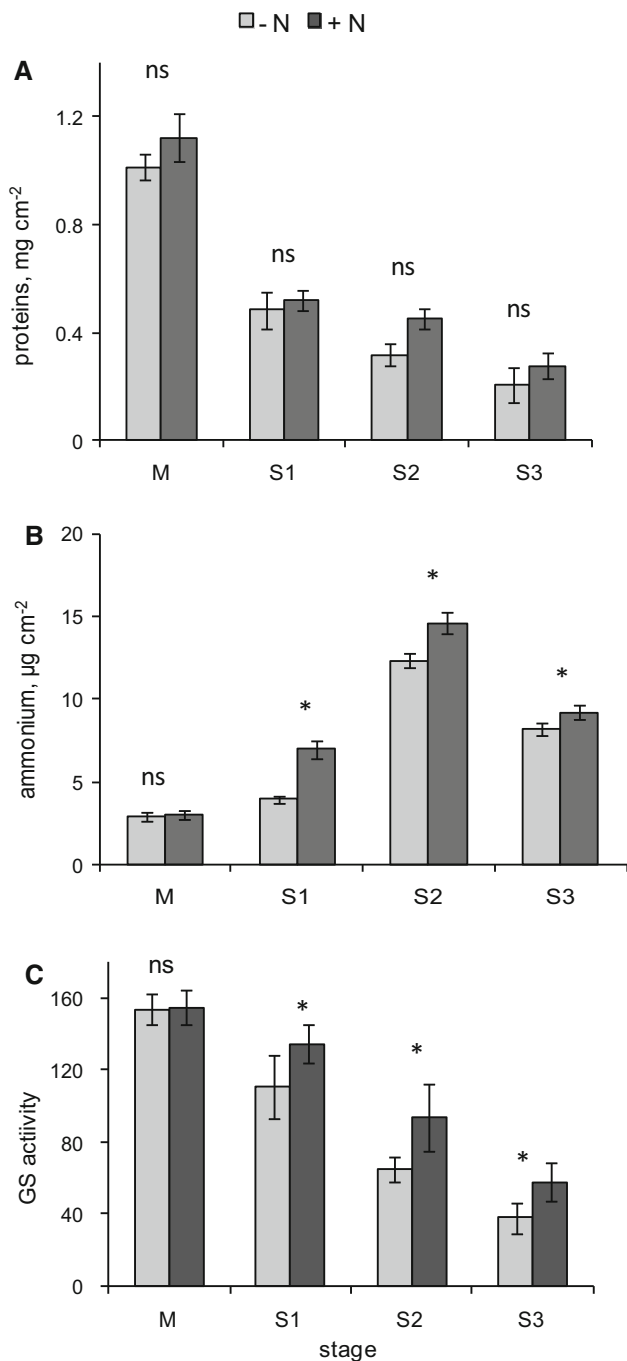 - N + N
A
ns
ns
ns
ns
1.2
0.8
0.4
0
proteins, mg cm-2
M S1 S2 S3
B
20
15
10
5
0
ammonium, µg cm-2
ns
*
*
*
M S1 S2 S3
C
ns
*
*
*
160
120
80
40
0
GS actiivity
M S1 S2 S3
stage